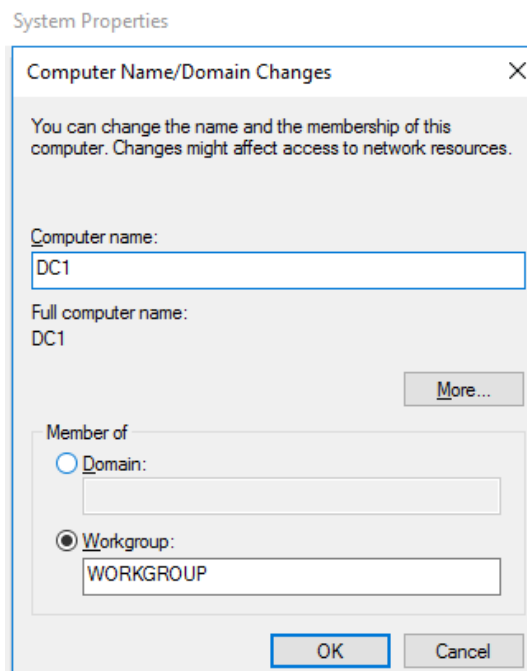 System Properties
Computer Name/Domain Changes
You can change the name and the membership of this
computer. Changes might affect access to network resources.
Computer name:
DC1
Full computer name:
DC1
More...
Member of
Domain:
Workgroup:
WORKGROUP
OK
Cancel